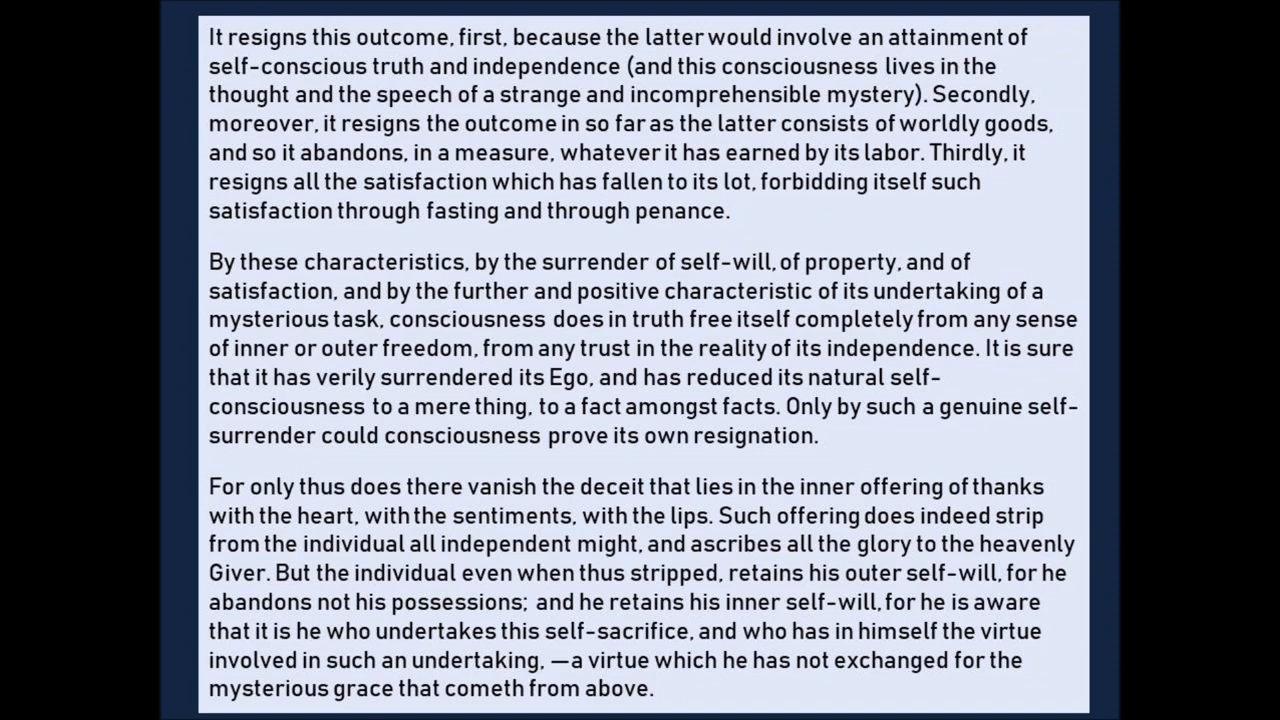 It resigns this outcome, first, because the latter would involve an attainment of
self-conscious truth and independence (and this consciousness lives in the
thought and the speech of a strange and incomprehensible mystery). Secondly,
moreover, it resigns the outcome in so far as the latter consists of worldly goods,
and so it abandons, in a measure, whatever it has earned by its labor. Thirdly, it
resigns all the satisfaction which has fallen to its lot, forbidding itself such
satisfaction through fasting and through penance.
By these characteristics, by the surrender of self-will, of property, and of
satisfaction, and by the further and positive characteristic of its undertaking of a
mysterious task, consciousness does in truth free itself completely from any sense
of inner or outer freedom, from any trust in the reality of its independence. It is sure
that it has verily surrendered its Ego, and has reduced its natural self-
consciousness to a mere thing, to a fact amongst facts. Only by such a genuine self-
surrender could consciousness prove its own resignation.
For only thus does there vanish the deceit that lies in the inner offering of thanks
with the heart, with the sentiments, with the lips. Such offering does indeed strip
from the individual all independent might, and ascribes all the glory to the heavenly
Giver. But the individual even when thus stripped, retains his outer self-will, for he
abandons not his possessions; and he retains his inner self-will, for he is aware
that it is he who undertakes this self-sacrifice, and who has in himself the virtue
involved in such an undertaking, —a virtue which he has not exchanged for the
mysterious grace that cometh from above.